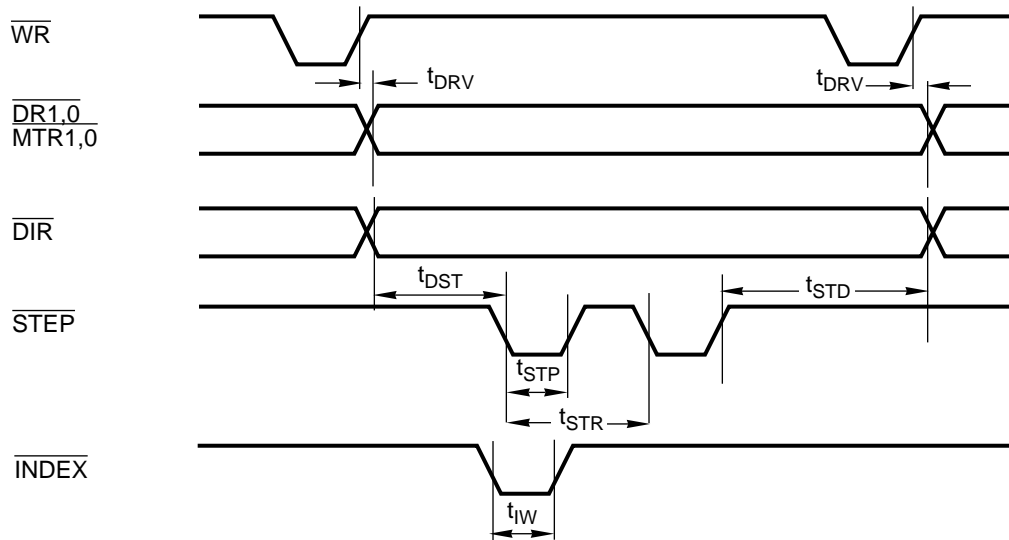 WR
tDRV
tDRV
DR1,0
MTR1,0
DIR
tDST
tSTD
STEP
tSTP
tSTR
INDEX
tIW